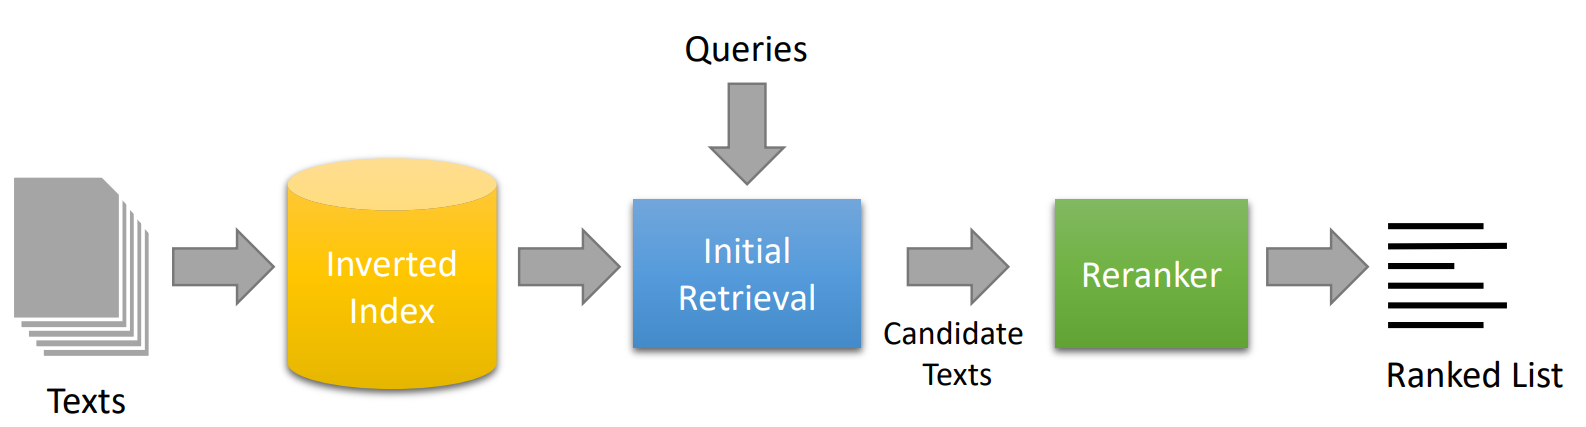 Queries
Texts
Inverted
Index
Initial
Retrieval
Candidate
Texts
Reranker
Ranked List